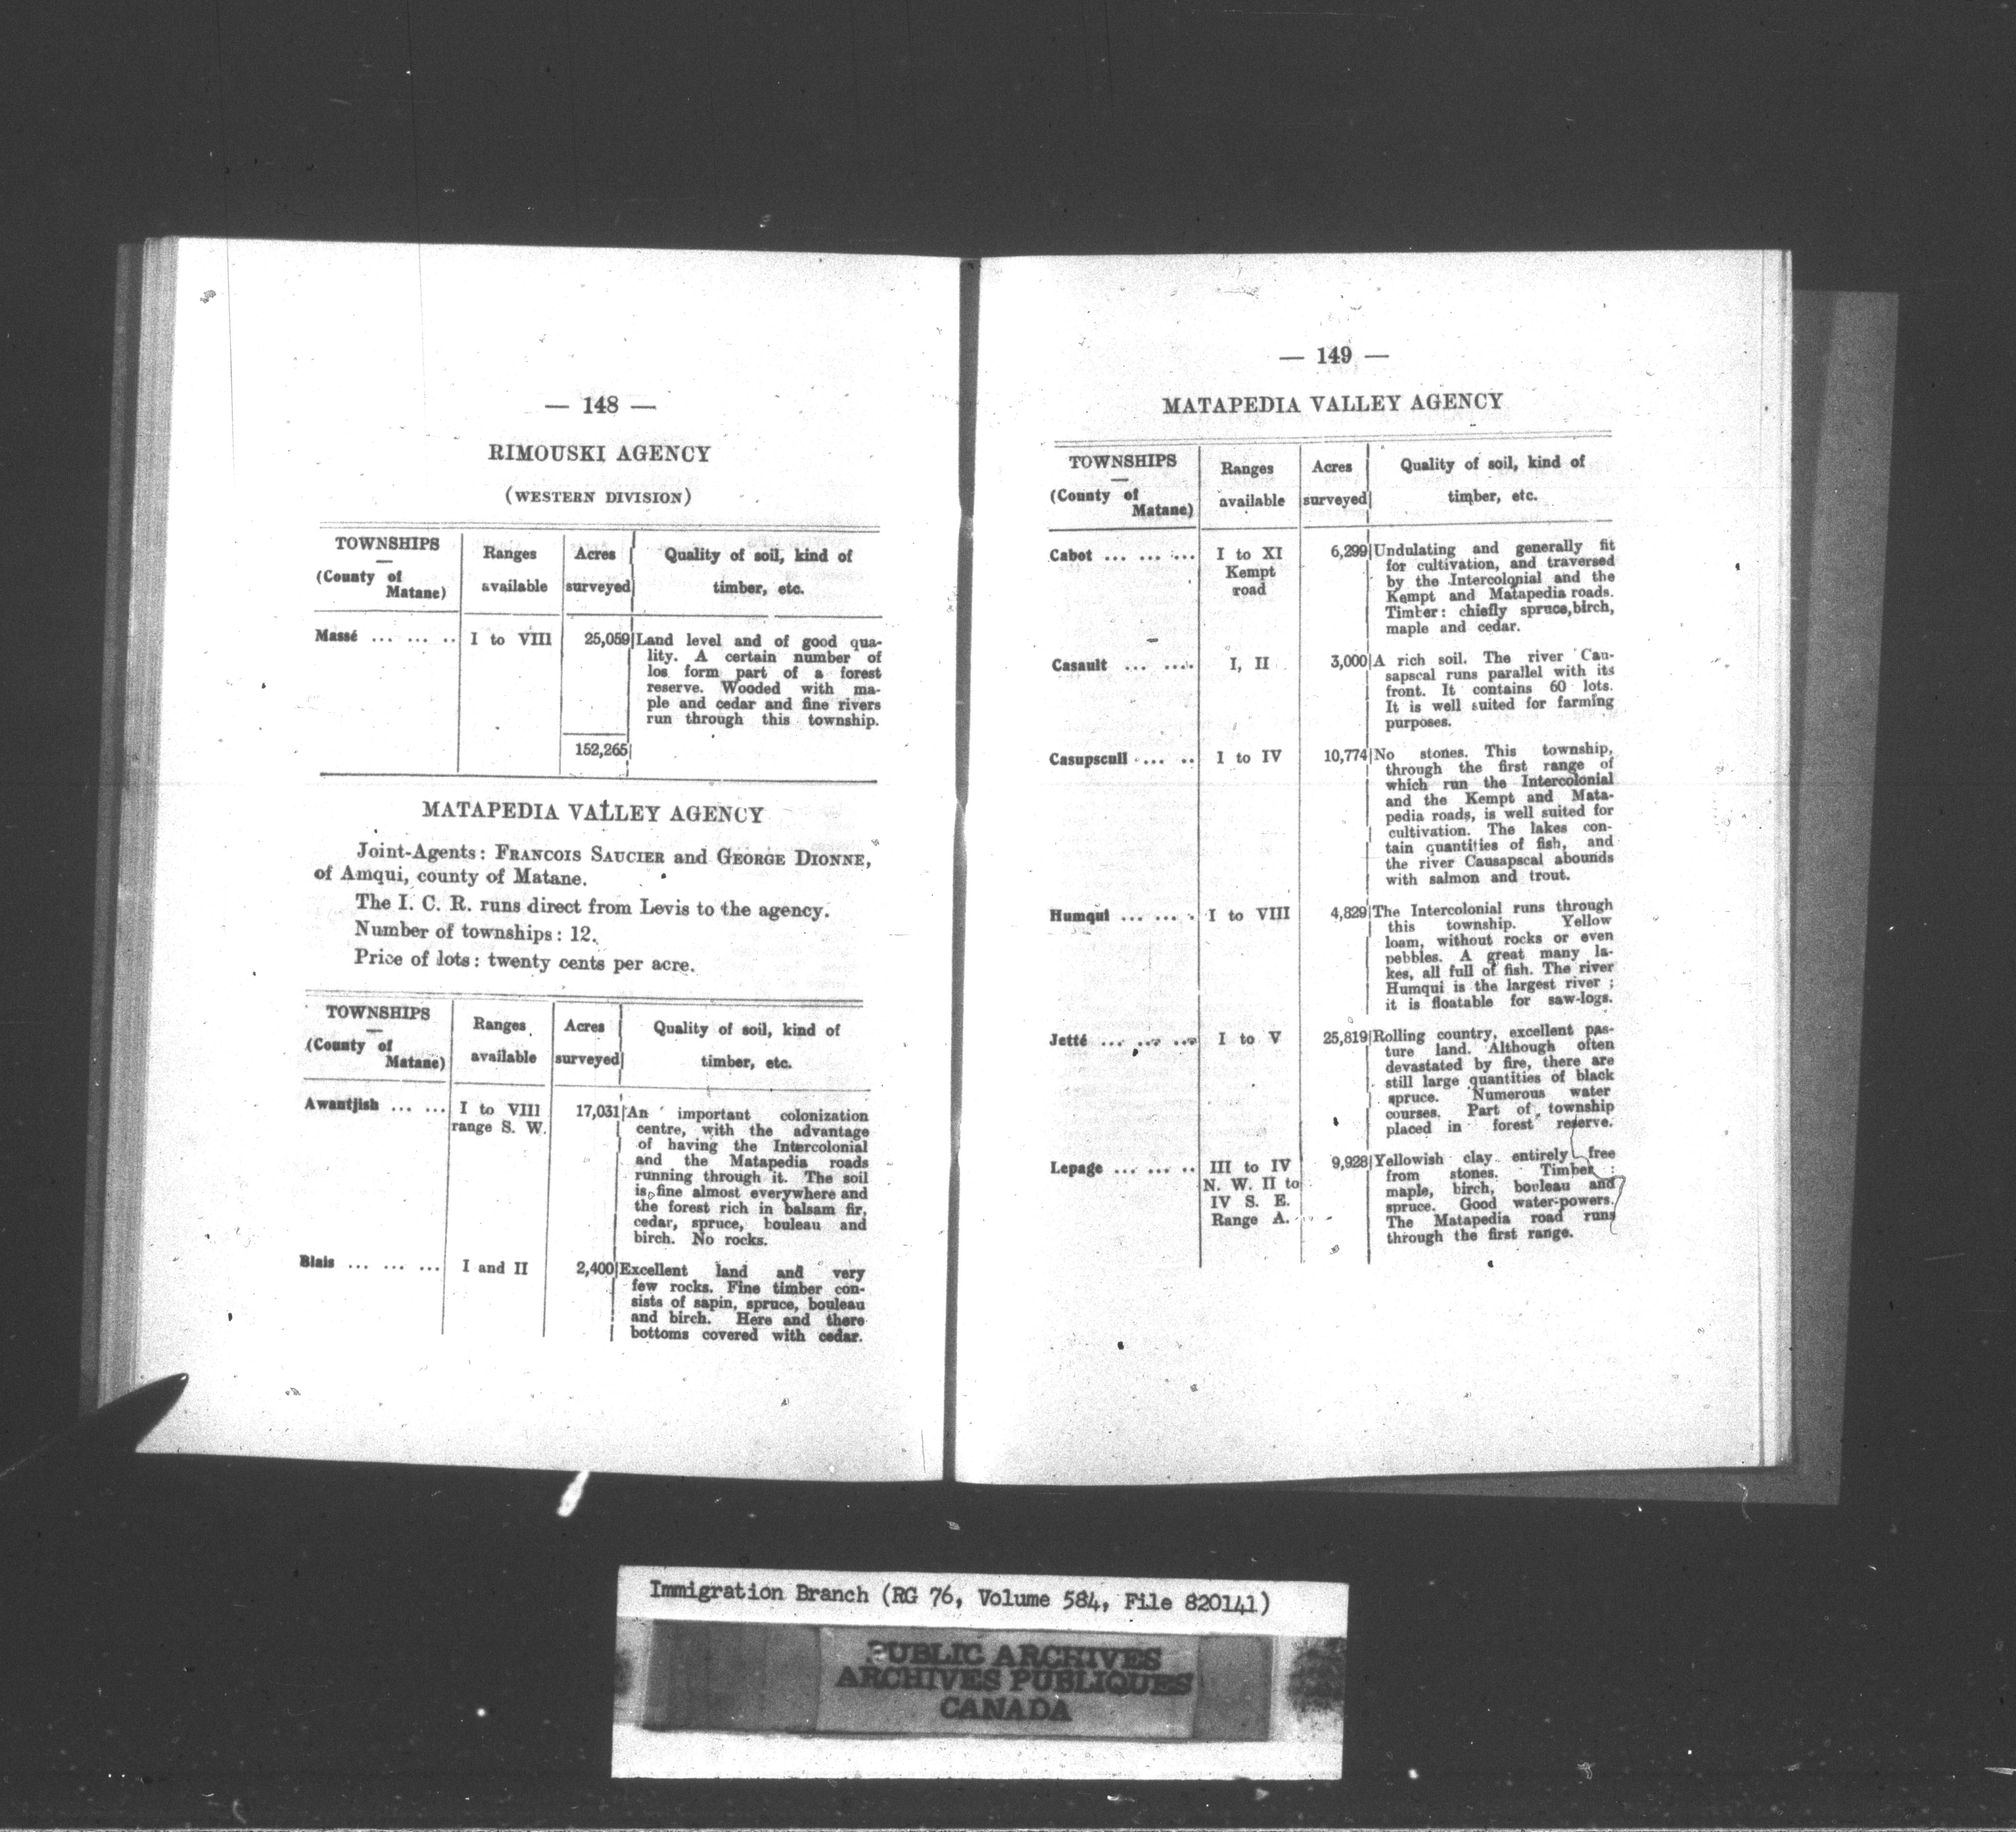 — 148 —
RIMOUSKI AGENCY
(WESTERN DIVISION)
TOWNSHIPS
—
(County of
Matane)
Ranges
available
Acres
surveyed
Quality of soil, kind of
timber, etc.
Massé ... ... ..
I to VIII
25,059
Land level and of good qua-
lity. A certain number of
los form part of a forest
reserve. Wooded with ma-
ple and cedar and fine rivers
run through this township.
152,265
MATAPEDIA VALLEY AGENCY
Joint-Agents: FRANCOIS SAUCIER and GEORGE DIONNE,
of Amqui, county of Matane.
The I. C. R. runs direct from Levis to the agency.
Number of townships: 12.
Price of lots: twenty cents per acre.
TOWNSHIPS
—
(County of
Matane)
Ranges
available
Acres
surveyed
Quality of soil, kind of
timber, etc.
Awantjish ... ...
I to VIII
range S. W.
17,031
An important colonization
centre, with the advantage
of having the Intercolonial
and the Matapedia roads
running through it. The soil
is fine almost everywhere and
the forest rich in balsam fir,
cedar, spruce, bouleau and
birch. No rocks.
Blais ... ... ...
I and II
2,400
Excellent land and very
few rocks. Fine timber con-
sists of sapin, spruce, bouleau
and birch. Here and there
bottoms covered with cedar.
— 149 —
MATAPEDIA VALLEY AGENCY
TOWNSHIPS
—
(County of
Matane)
Ranges
available
Acres
surveyed
Quality of soil, kind of
timber, etc.
Cabot ... ... ...
I to XI
Kempt
road
6,299
Undulating and generally fit
for cultivation, and traversed
by the Intercolonial and the
Kempt and Matapedia roads.
Timber: chiefly spruce, birch,
maple and cedar.
Casault ... ....
I, II
3,000
A rich soil. The river Cau-
sapscal runs parallel with its
front. It contains 60 lots.
It is well suited for farming
purposes.
Casupscull ... ..
I to IV
10,774
No stones. This township,
through the first range of
which run the Intercolonial
and the Kempt and Mata-
pedia roads, is well suited for
cultivation. The lakes con-
tain quantities of fish, and
the river Causapscal abounds
with salmon and trout.
Humqui ... ... .
I to VIII
4,829
The Intercolonial runs through
this township. Yellow
loam, without rocks or even
pebbles. A great many la-
kes, all full of fish. The river
Humqui is the largest river ;
it is floatable for saw-logs.
Jetté ... ... ...
I to V
25,819
Rolling country, excellent pas-
ture land. Although often
devastated by fire, there are
still large quantities of black
spruce. Numerous water
courses. Part of township
placed in forest reserve.
Lepage ... ... ..
III to IV
N. W. II to
IV S. E.
Range A.
9,928
Yellowish clay entirely free
from stones. Timber :
maple, birch, bouleau and
spruce. Good water-powers.
The Matapedia road runs
through the first range.
Immigration Branch (RG 76, Volume 584, File 820141)
PUBLIC ARCHIVES
ARCHIVES PUBLIQUES
CANADA